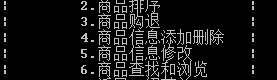 ¦ 2.商品排序 ¦
¦ 3.商品购退 ¦
¦ 4.商品信息添加删除 ¦
¦ 5.商品信息修改 ¦
¦ 6.商品查找和浏览 ¦